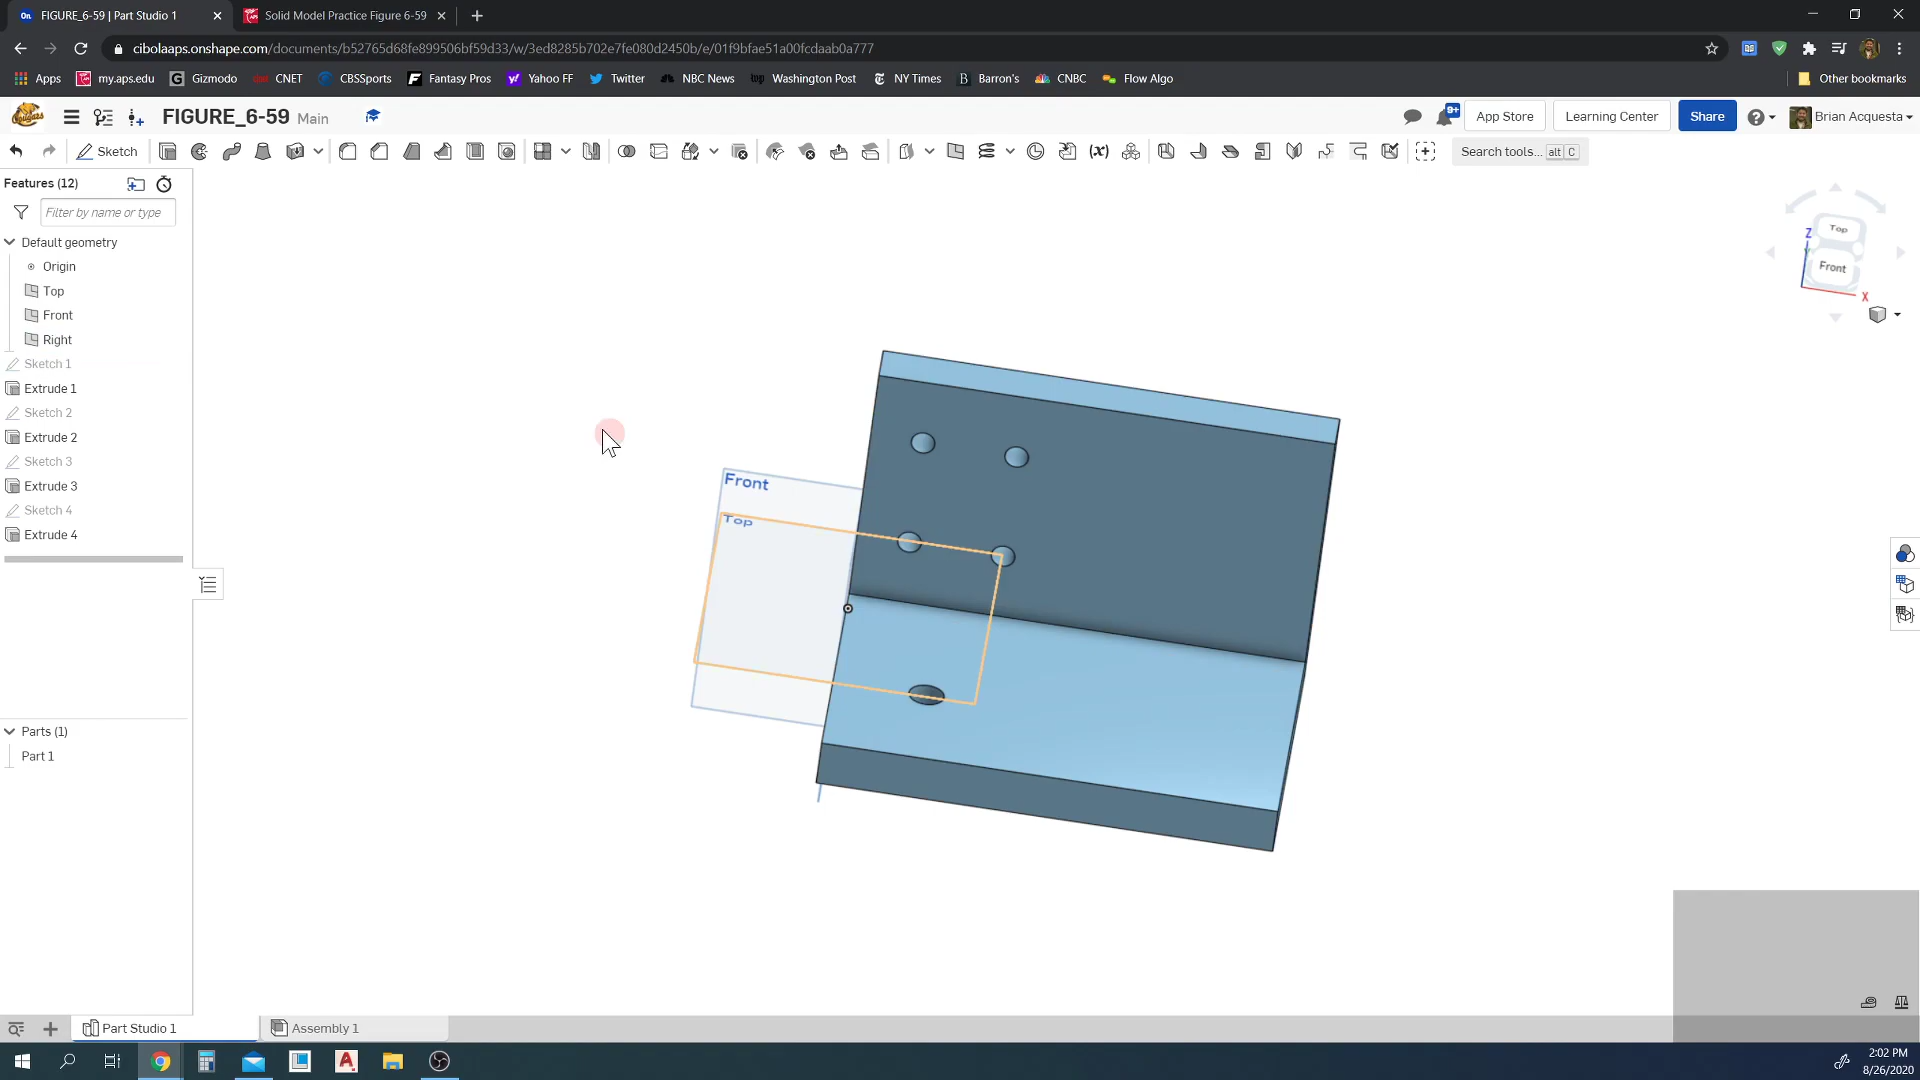 FIGURE_6-59 | Part Studio 1
Solid Model Practice Figure 6-59
cibolaaps.onshape.com/documents/b52765d68fe899506bf59d33/w/3ed8285b702e7fe080d2450b/e/01f9bfae51a00fcdaab0a777
Apps my.aps.edu Gizmodo CNET CBSSports Fantasy Pros Yahoo FF Twitter NBC News Washington Post NY Times Barron's CNBC Flow Algo Other bookmarks
FIGURE_6-59 Main
9+ App Store Learning Center Share Brian Acquesta
Sketch Search tools... alt C
Features (12)
Filter by name or type
Default geometry
Origin
Top
Front
Right
Sketch 1
Extrude 1
Sketch 2
Extrude 2
Sketch 3
Extrude 3
Sketch 4
Extrude 4
Parts (1)
Part 1
Front
Top
Z
Top
Front
X
Part Studio 1
Assembly 1
2:02 PM
8/26/2020